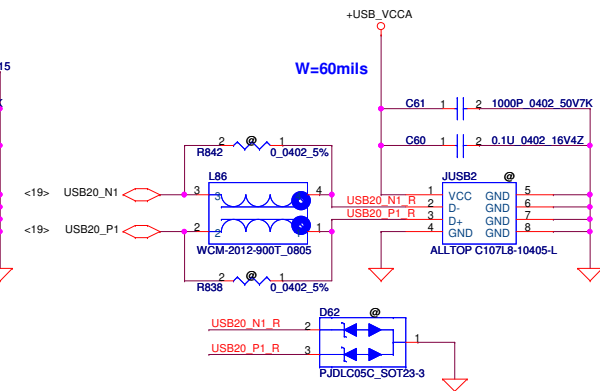 +USB_VCCA
15
W=60mils
C61 1 2 1000P_0402_50V7K
C60 1 2 0.1U_0402_16V4Z
2 @ 1
R842 0_0402_5%
L86
JUSB2 @
<19> USB20_N1 3 3 4
USB20_N1_R 1 VCC GND 5
USB20_P1_R 2 D- GND 6
3 D+ GND 7
<19> USB20_P1 2 2 1 4 GND GND 8
WCM-2012-900T_0805
ALLTOP C107L8-10405-L
2 @ 1
R838 0_0402_5%
D62 @
USB20_N1_R 2
1
USB20_P1_R 3
PJDLC05C_SOT23-3